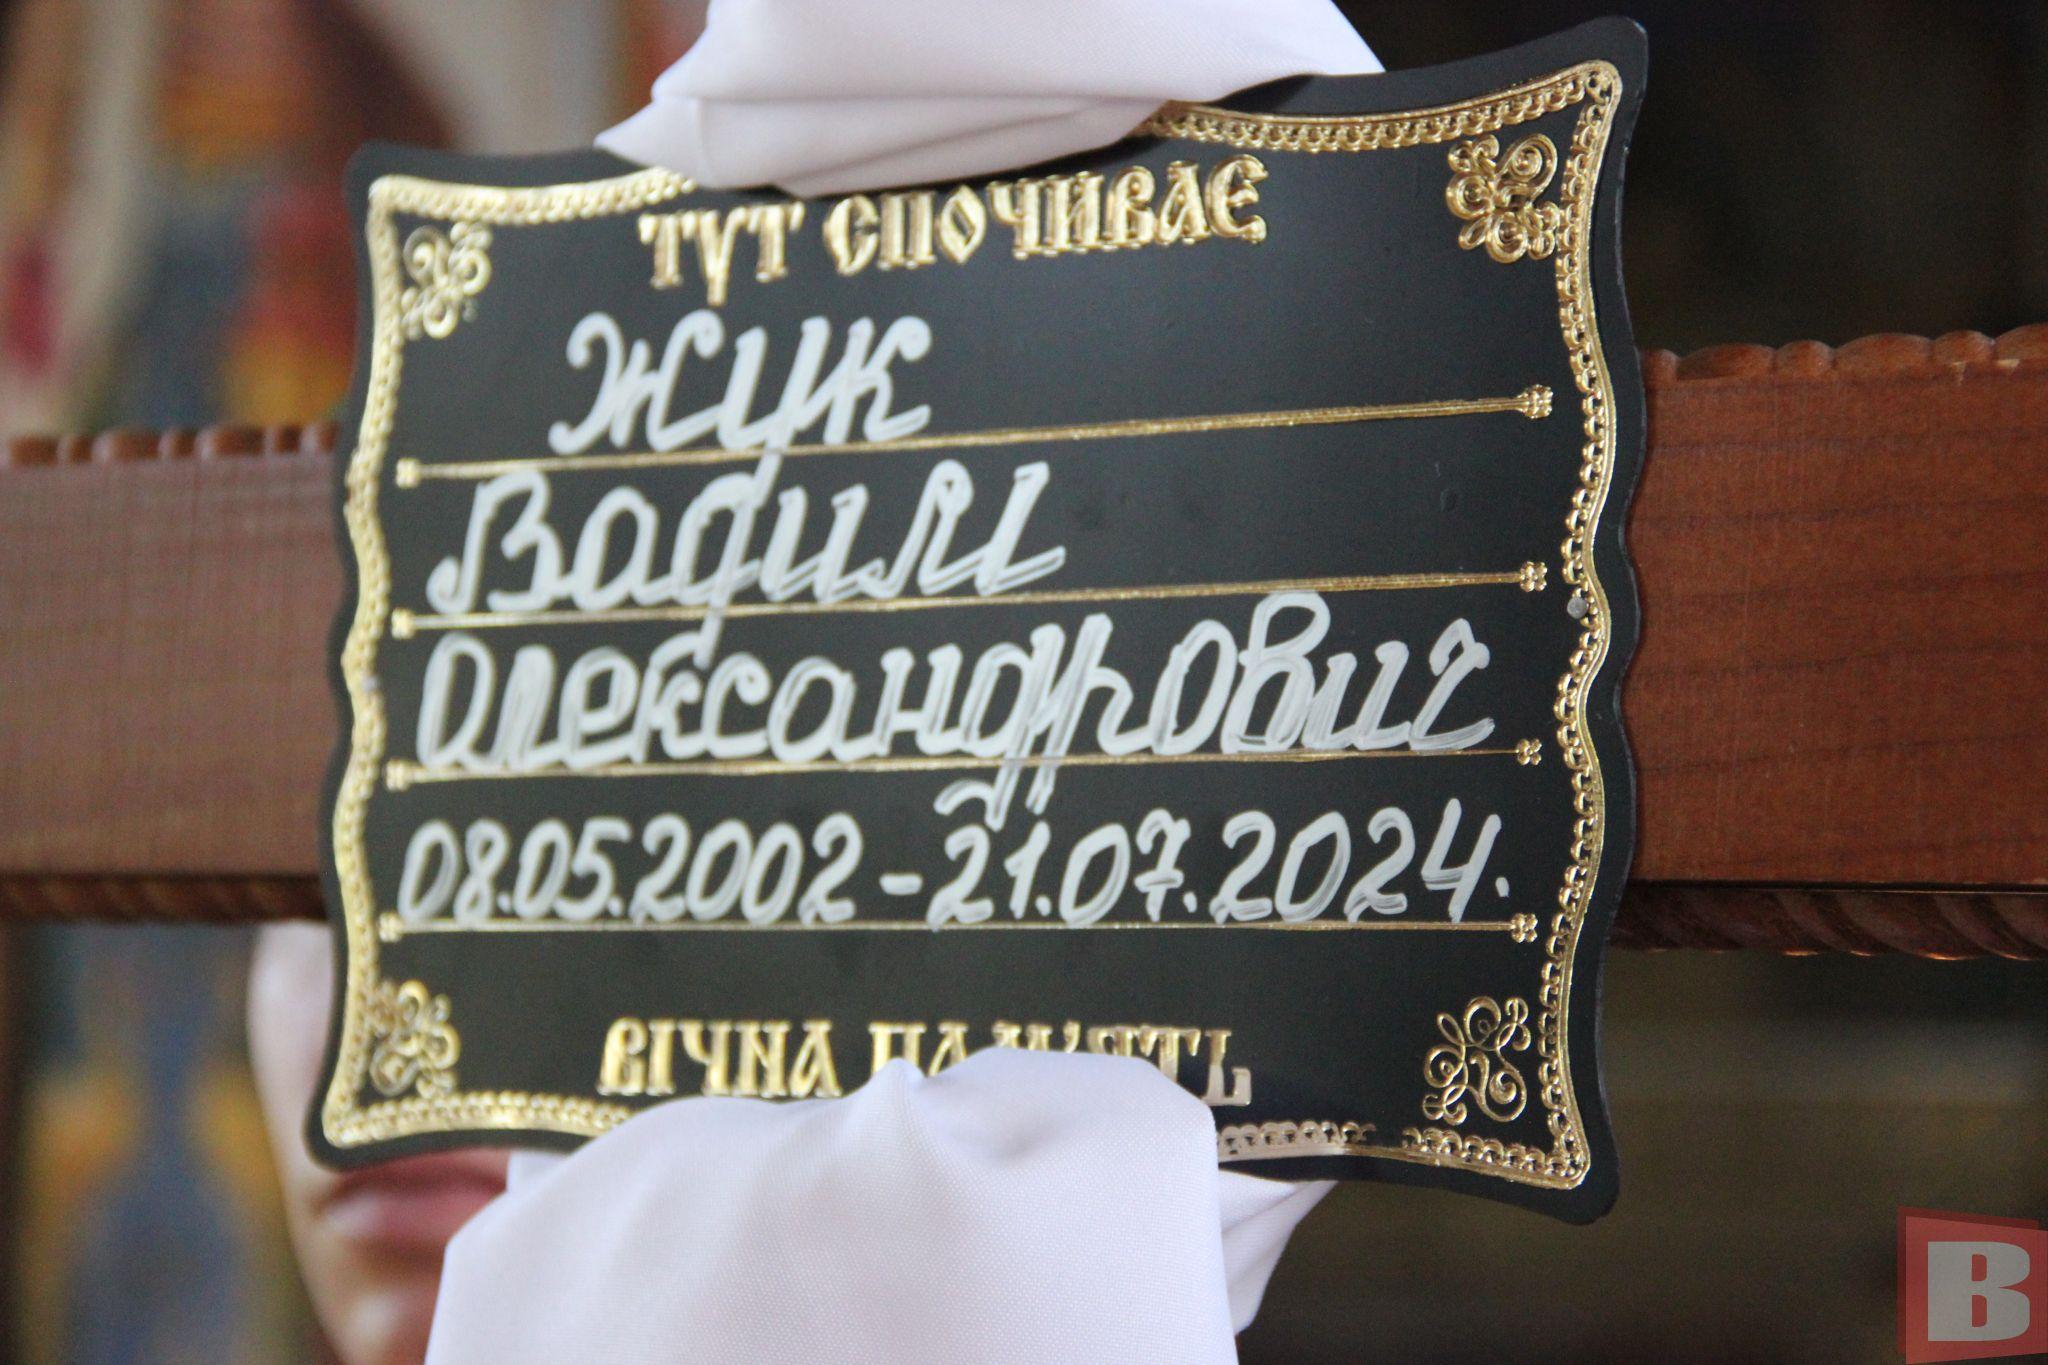 ТУТ СПОЧИВАЄ
Жук
Вадим
Олександрович
08.05.2002-21.07.2024.
ВІЧНА ПАМ'ЯТЬ
B